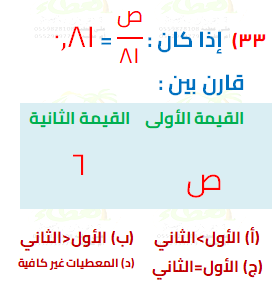 ٣٣) إذا كان : ص/٨١ = ٠,٨١
قارن بين :
القيمة الأولى القيمة الثانية
ص ٦
(أ) الأول>الثاني (ب) الأول<الثاني
(ج) الأول=الثاني (د) المعطيات غير كافية